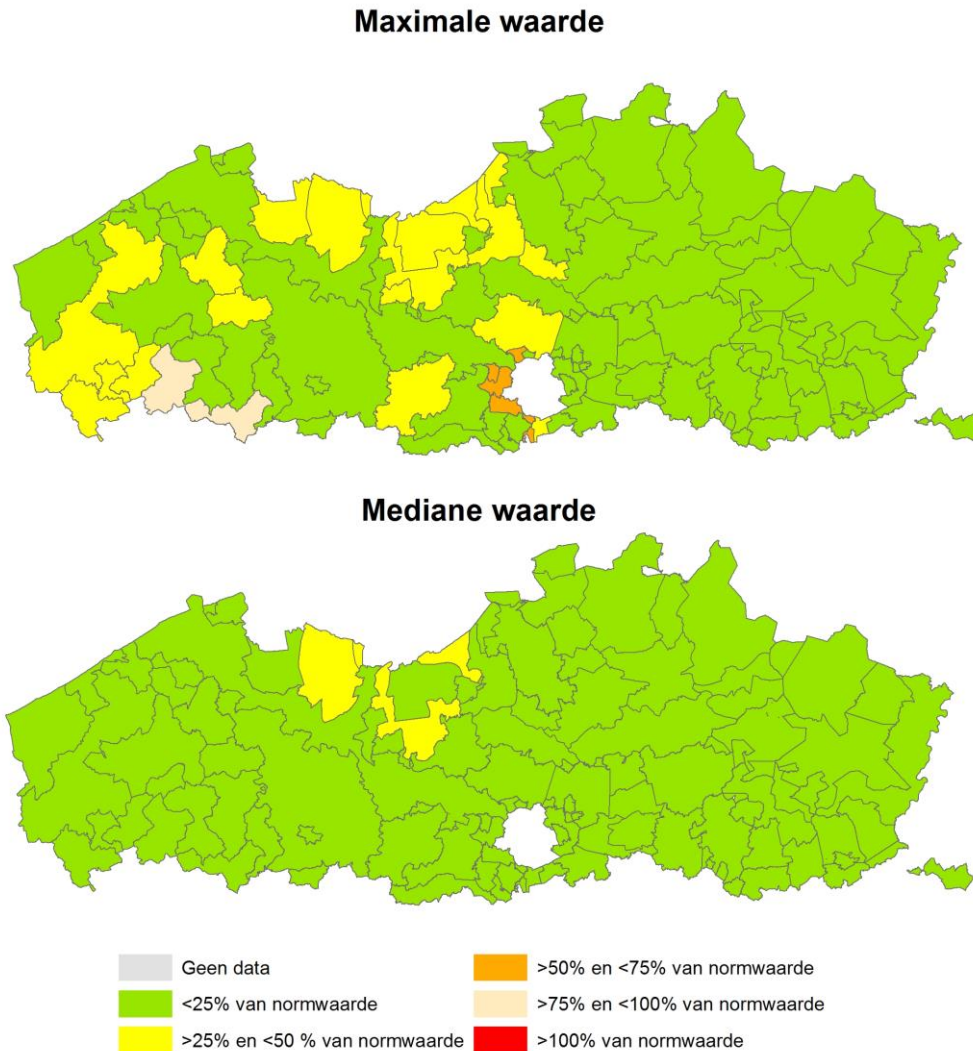 Maximale waarde
Mediane waarde
Geen data
<25% van normwaarde
>25% en <50 % van normwaarde
>50% en <75% van normwaarde
>75% en <100% van normwaarde
>100% van normwaarde